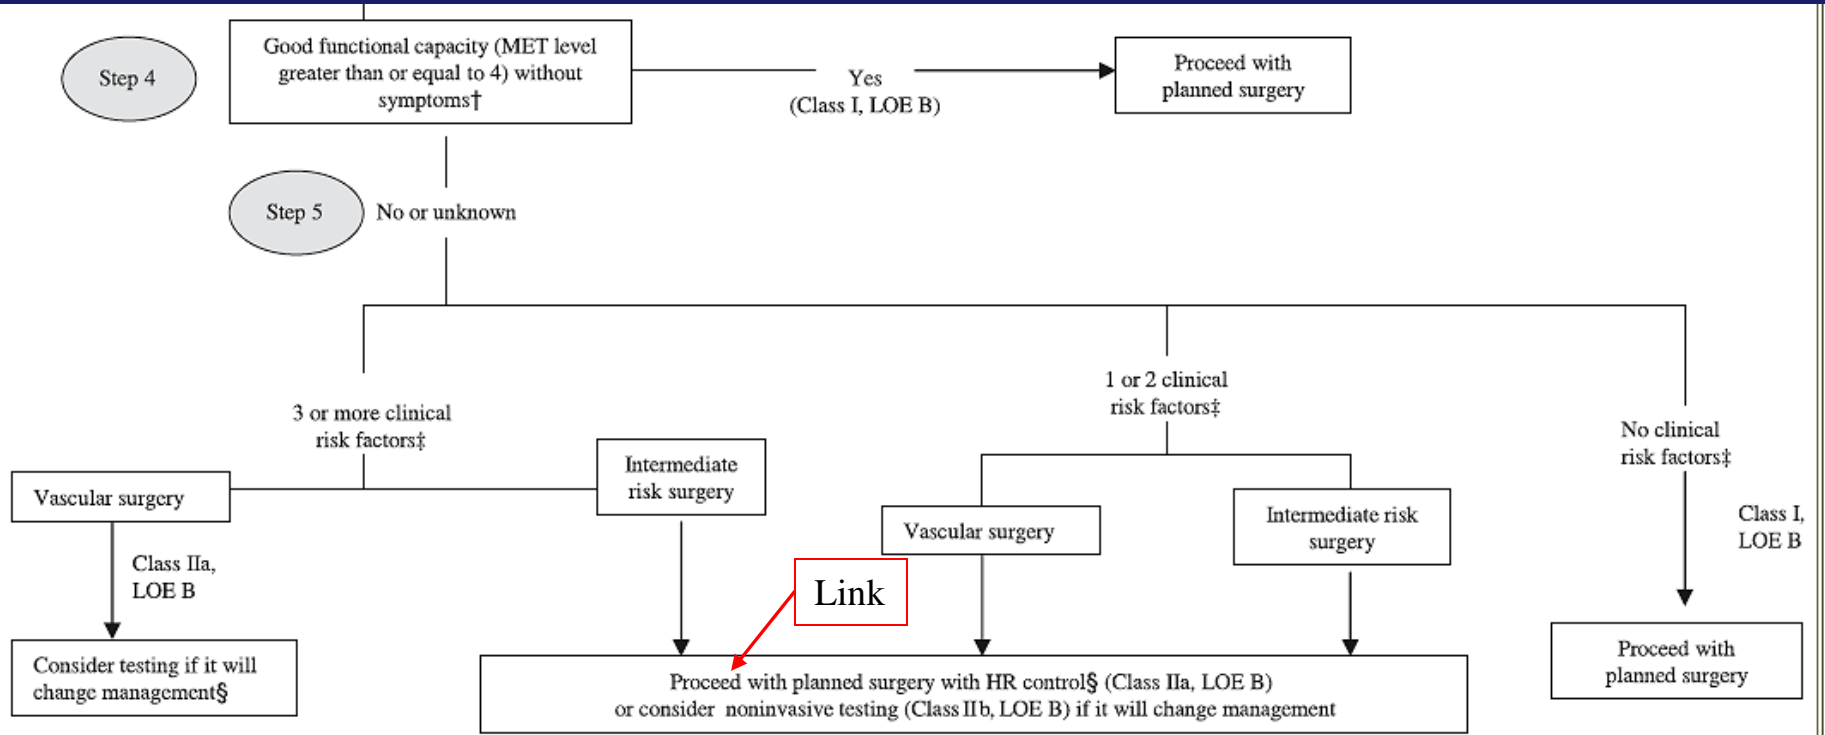 Step 4
Good functional capacity (MET level
greater than or equal to 4) without
symptoms†
Yes
(Class I, LOE B)
Proceed with
planned surgery
Step 5
No or unknown
3 or more clinical
risk factors‡
1 or 2 clinical
risk factors‡
No clinical
risk factors‡
Vascular surgery
Intermediate
risk surgery
Vascular surgery
Intermediate risk
surgery
Class I,
LOE B
Class IIa,
LOE B
Link
Consider testing if it will
change management§
Proceed with planned surgery with HR control§ (Class IIa, LOE B)
or consider noninvasive testing (Class IIb, LOE B) if it will change management
Proceed with
planned surgery